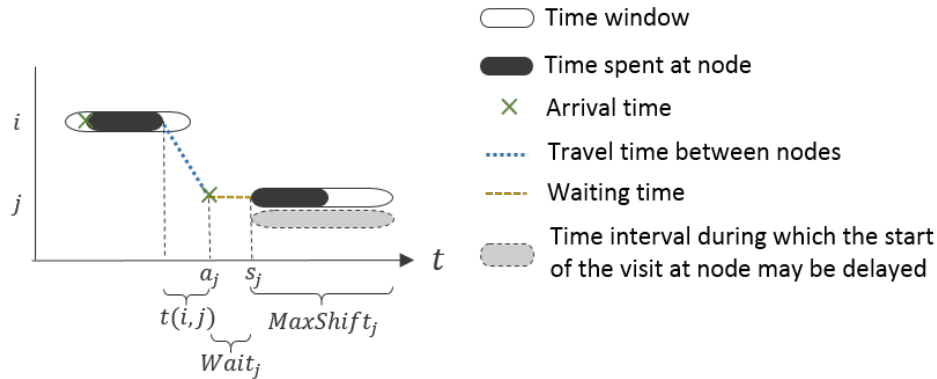 Time window
Time spent at node
Arrival time
Travel time between nodes
Waiting time
Time interval during which the start
of the visit at node may be delayed
i
j
t
a_j
s_j
t(i,j)
MaxShift_j
Wait_j